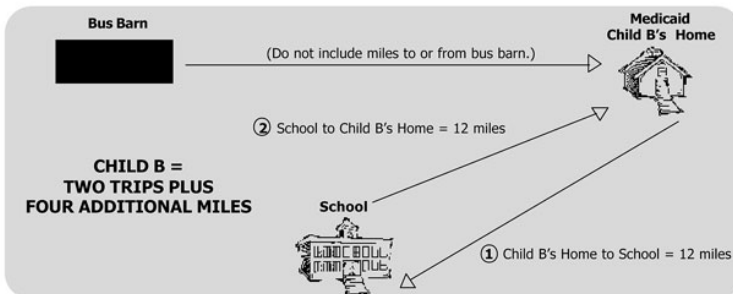 Bus Barn
Medicaid
Child B's Home
(Do not include miles to or from bus barn.)
② School to Child B's Home = 12 miles
CHILD B =
TWO TRIPS PLUS
FOUR ADDITIONAL MILES
School
① Child B's Home to School = 12 miles